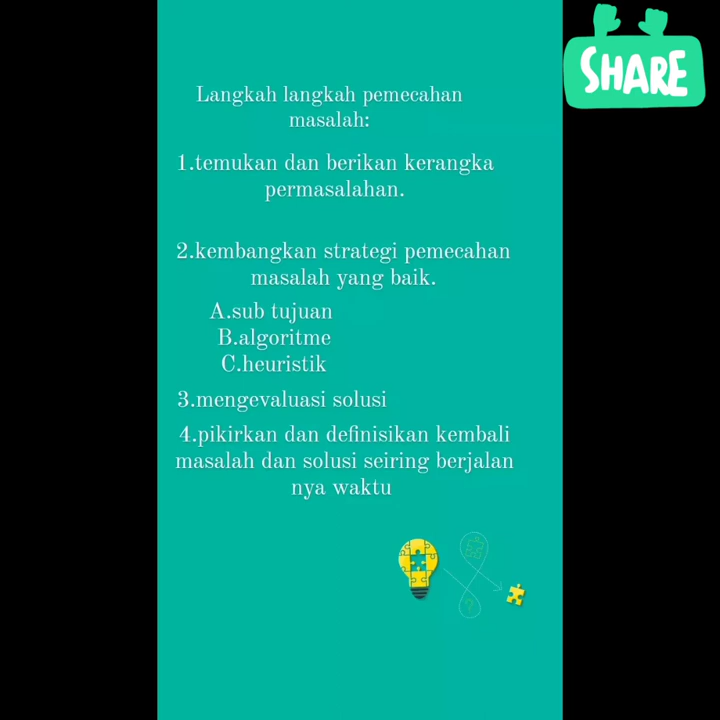 SHARE
Langkah langkah pemecahan
masalah:
1.temukan dan berikan kerangka
permasalahan.
2.kembangkan strategi pemecahan
masalah yang baik.
A.sub tujuan
B.algoritme
C.heuristik
3.mengevaluasi solusi
4.pikirkan dan definisikan kembali
masalah dan solusi seiring berjalan
nya waktu
?